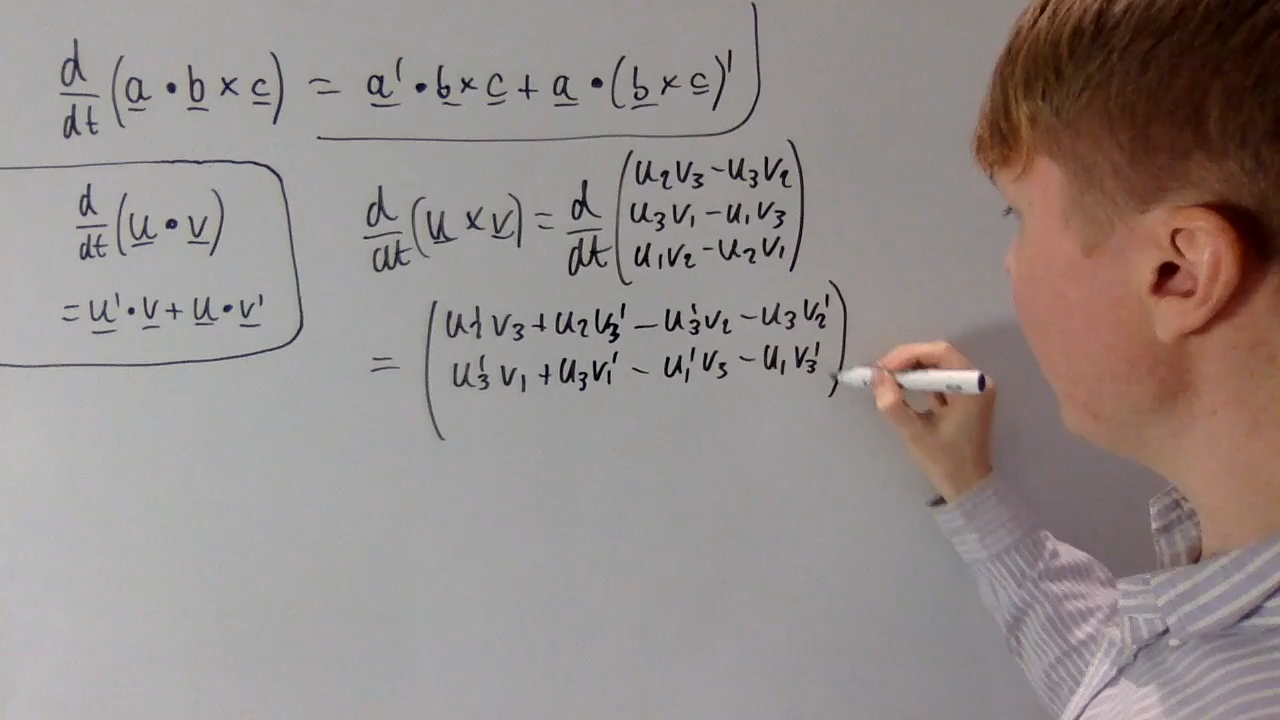 d/dt (a · b × c) = a' · b × c + a · (b × c)'
d/dt (u · v)
= u' · v + u · v'
d/dt (u × v) = d/dt (u₂v₃ − u₃v₂
u₃v₁ − u₁v₃
u₁v₂ − u₂v₁)
= (u₂'v₃ + u₂v₃' − u₃'v₂ − u₃v₂'
u₃'v₁ + u₃v₁' − u₁'v₃ − u₁v₃')